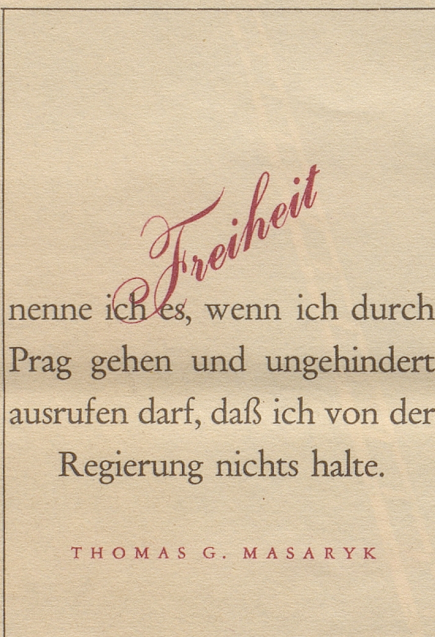 Freiheit
nenne ich es, wenn ich durch
Prag gehen und ungehindert
ausrufen darf, daß ich von der
Regierung nichts halte.
THOMAS G. MASARYK